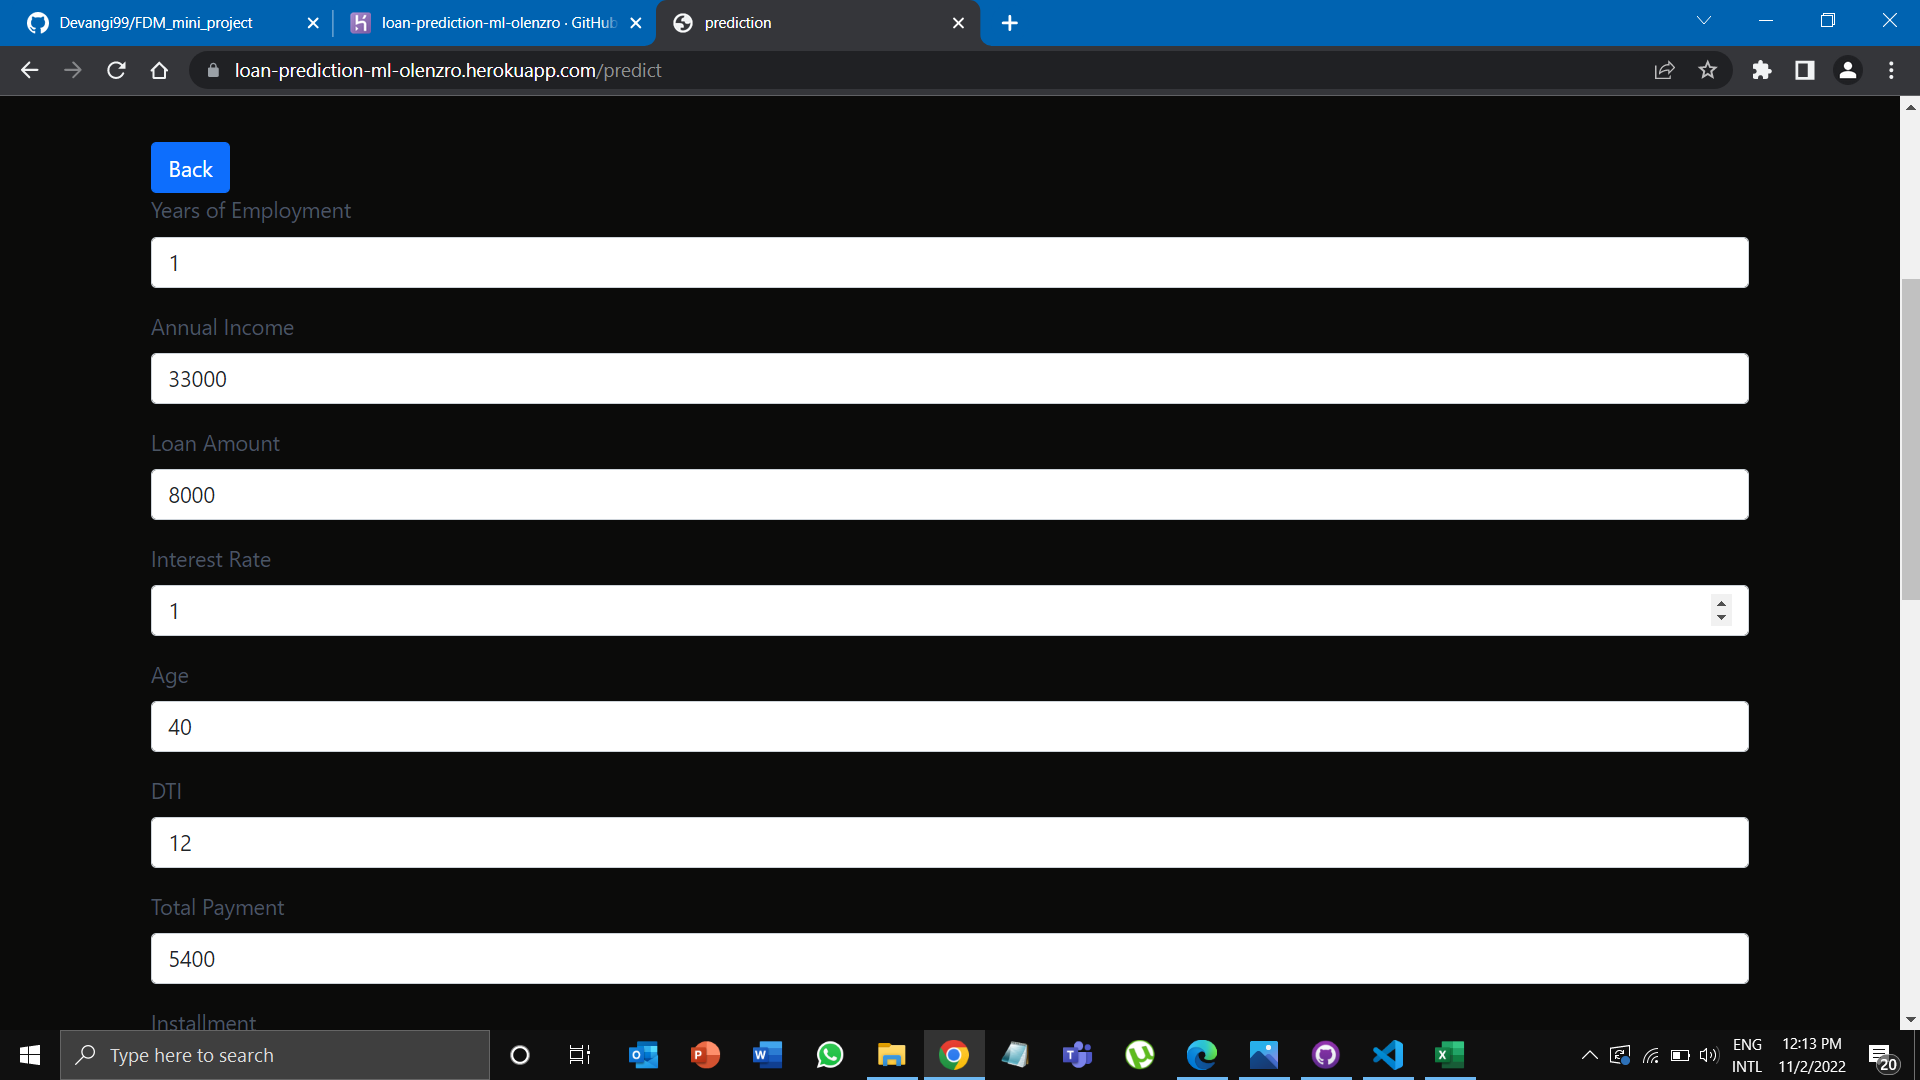 Devangi99/FDM_mini_project
loan-prediction-ml-olenzro · GitHub
prediction
loan-prediction-ml-olenzro.herokuapp.com/predict
Back
Years of Employment
1
Annual Income
33000
Loan Amount
8000
Interest Rate
1
Age
40
DTI
12
Total Payment
5400
Installment
Type here to search
ENG
INTL
12:13 PM
11/2/2022
20